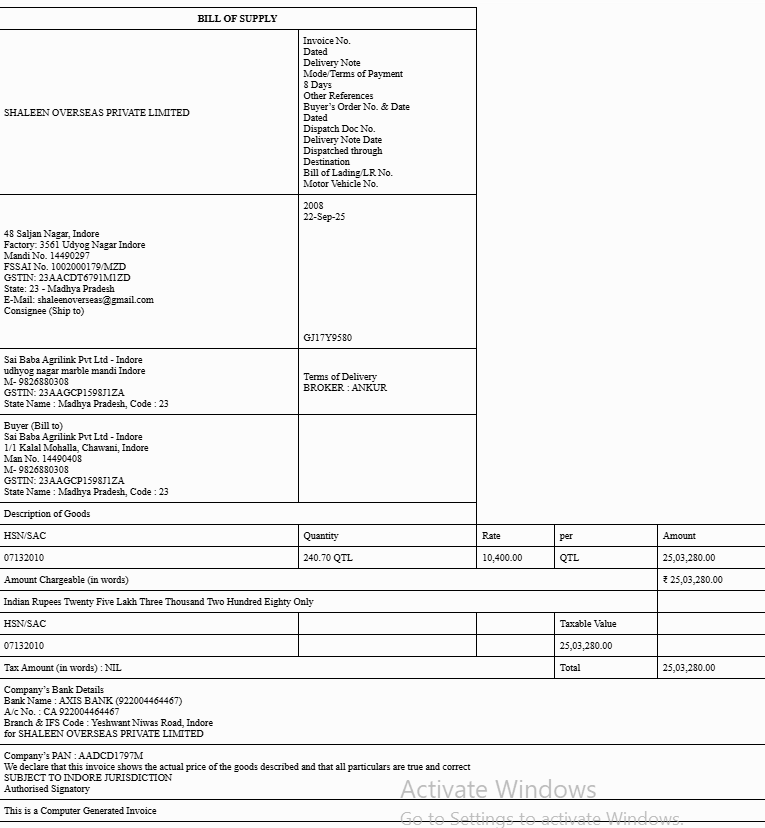 BILL OF SUPPLY
SHALEEN OVERSEAS PRIVATE LIMITED
Invoice No.
Dated
Delivery Note
Mode/Terms of Payment
8 Days
Other References
Buyer's Order No. & Date
Dated
Dispatch Doc No.
Delivery Note Date
Dispatched through
Destination
Bill of Lading/LR No.
Motor Vehicle No.
48 Saljan Nagar, Indore
Factory: 3561 Udyog Nagar Indore
Mandi No. 14490297
FSSAI No. 1002000179/MZD
GSTIN: 23AACDT6791M1ZD
State: 23 - Madhya Pradesh
E-Mail: shaleenoverseas@gmail.com
Consignee (Ship to)
2008
22-Sep-25
GJ17Y9580
Sai Baba Agrilink Pvt Ltd - Indore
udhyog nagar marble mandi Indore
M- 9826880308
GSTIN: 23AAGCP1598J1ZA
State Name : Madhya Pradesh, Code : 23
Terms of Delivery
BROKER : ANKUR
Buyer (Bill to)
Sai Baba Agrilink Pvt Ltd - Indore
1/1 Kalal Mohalla, Chawani, Indore
Man No. 14490408
M- 9826880308
GSTIN: 23AAGCP1598J1ZA
State Name : Madhya Pradesh, Code : 23
Description of Goods
HSN/SAC Quantity Rate per Amount
07132010 240.70 QTL 10,400.00 QTL 25,03,280.00
Amount Chargeable (in words) ₹ 25,03,280.00
Indian Rupees Twenty Five Lakh Three Thousand Two Hundred Eighty Only
HSN/SAC Taxable Value
07132010 25,03,280.00
Tax Amount (in words) : NIL Total 25,03,280.00
Company's Bank Details
Bank Name : AXIS BANK (922004464467)
A/c No. : CA 922004464467
Branch & IFS Code : Yeshwant Niwas Road, Indore
for SHALEEN OVERSEAS PRIVATE LIMITED
Company's PAN : AADCD1797M
We declare that this invoice shows the actual price of the goods described and that all particulars are true and correct
SUBJECT TO INDORE JURISDICTION
Authorised Signatory
This is a Computer Generated Invoice
Activate Windows
Go to Settings to activate Windows.